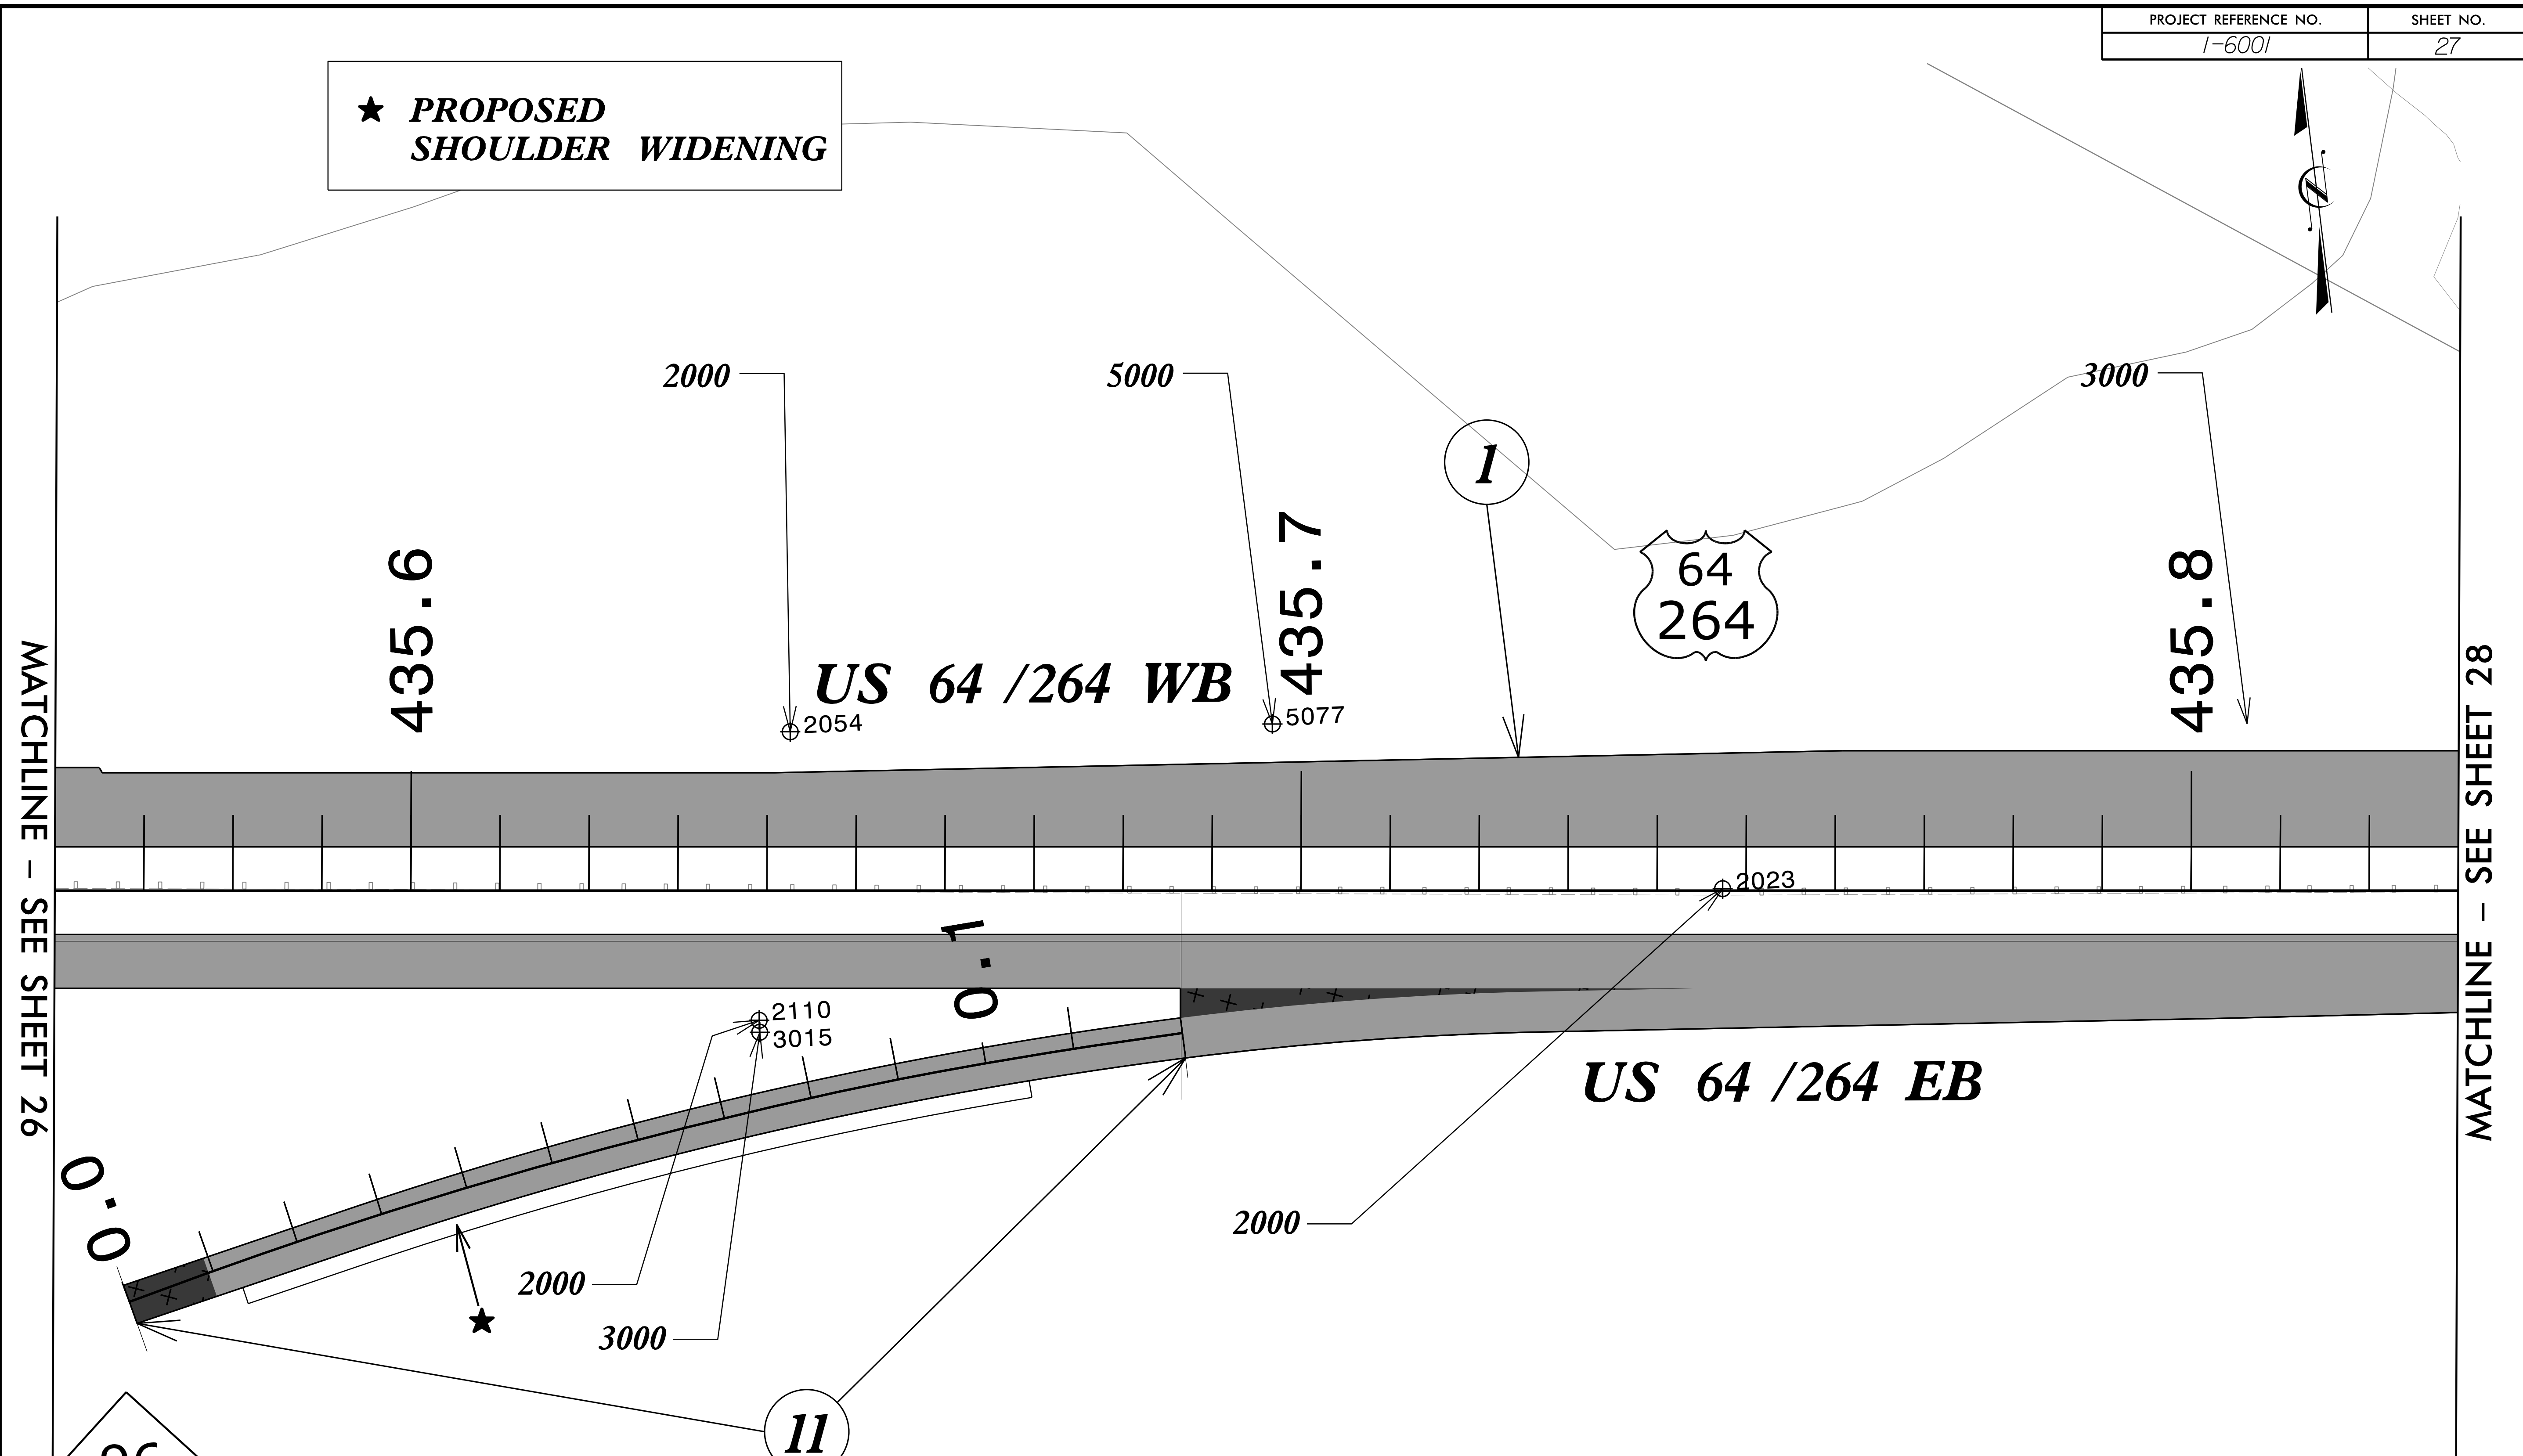 PROJECT REFERENCE NO.
SHEET NO.
I-6001
27
★ PROPOSED
SHOULDER WIDENING
N
2000
5000
3000
1
64
264
435.6
435.7
435.8
US 64 /264 WB
2054
5077
MATCHLINE – SEE SHEET 26
MATCHLINE – SEE SHEET 28
2023
0.1
2110
3015
US 64 /264 EB
0.0
2000
2000
3000
11